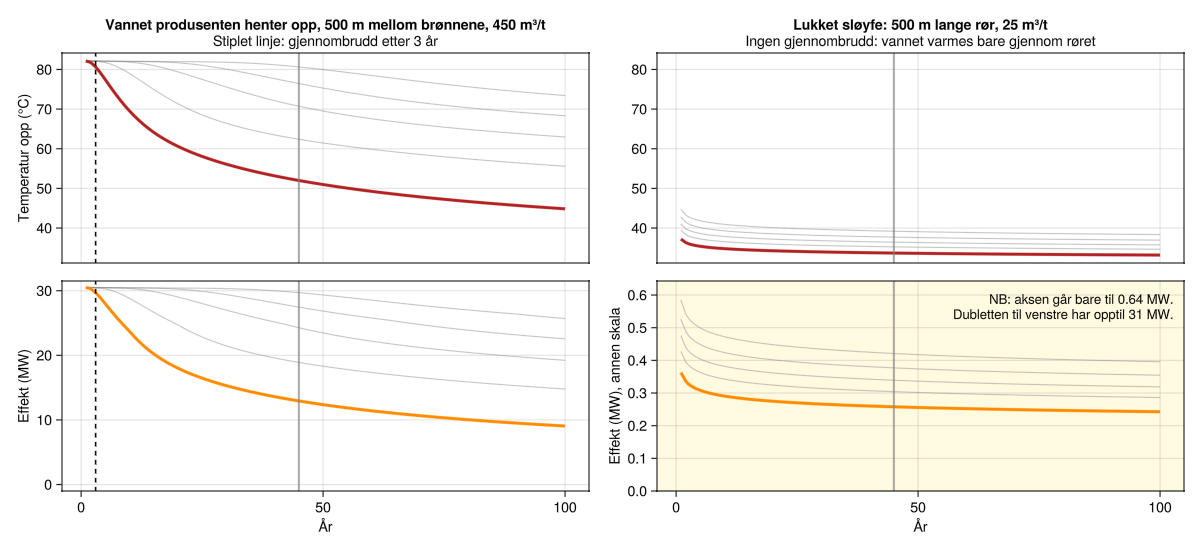 Vannet produsenten henter opp, 500 m mellom brønnene, 450 m³/t
Stiplet linje: gjennombrudd etter 3 år
80
70
60
50
40
Temperatur opp (°C)
30
20
10
0
Effekt (MW)
0
50
100
År
Lukket sløyfe: 500 m lange rør, 25 m³/t
Ingen gjennombrudd: vannet varmes bare gjennom røret
80
70
60
50
40
NB: aksen går bare til 0.64 MW.
Dubletten til venstre har opptil 31 MW.
0.6
0.5
0.4
0.3
0.2
0.1
0.0
Effekt (MW), annen skala
0
50
100
År